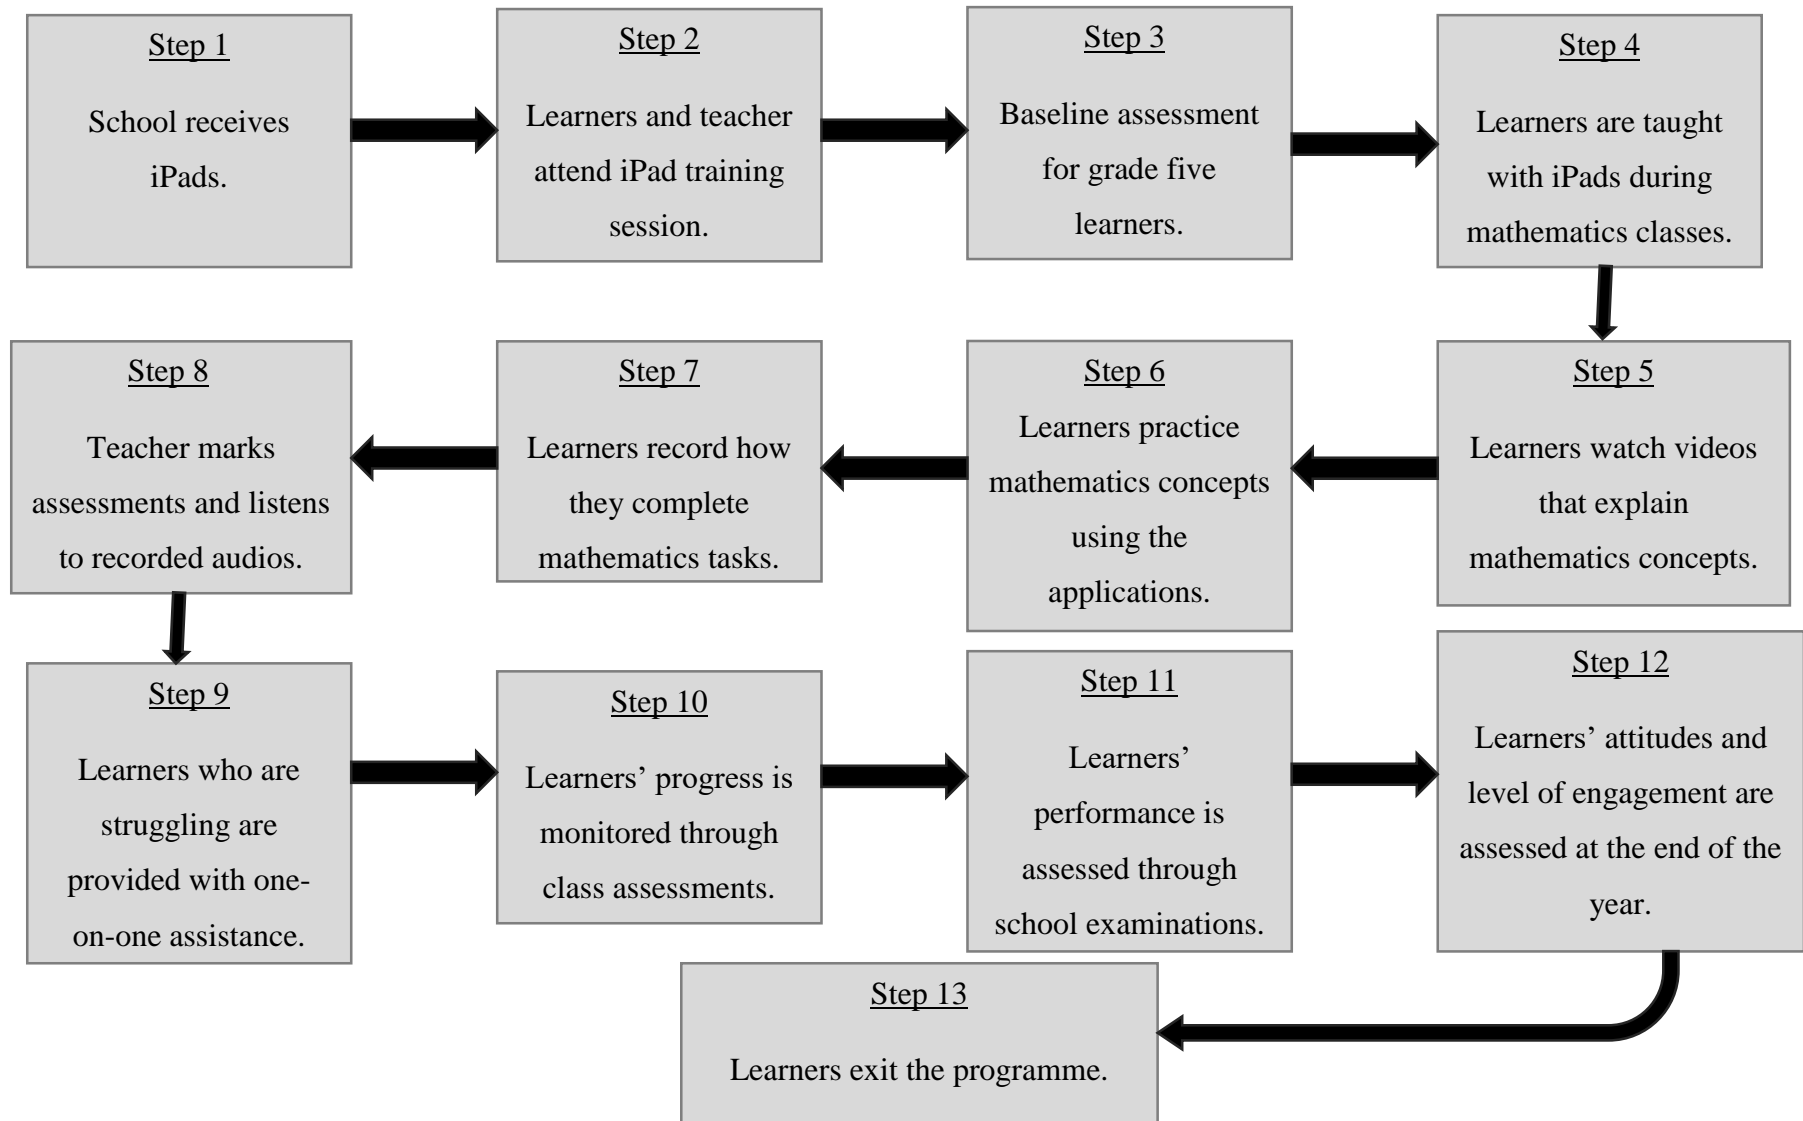 Step 1
School receives
iPads.
Step 2
Learners and teacher
attend iPad training
session.
Step 3
Baseline assessment
for grade five
learners.
Step 4
Learners are taught
with iPads during
mathematics classes.
Step 5
Learners watch videos
that explain
mathematics concepts.
Step 6
Learners practice
mathematics concepts
using the
applications.
Step 7
Learners record how
they complete
mathematics tasks.
Step 8
Teacher marks
assessments and listens
to recorded audios.
Step 9
Learners who are
struggling are
provided with one-
on-one assistance.
Step 10
Learners’ progress is
monitored through
class assessments.
Step 11
Learners’
performance is
assessed through
school examinations.
Step 12
Learners’ attitudes and
level of engagement are
assessed at the end of the
year.
Step 13
Learners exit the programme.